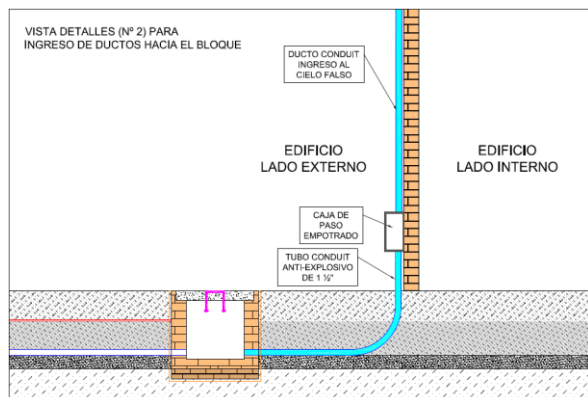 VISTA DETALLES (Nº 2) PARA
INGRESO DE DUCTOS HACIA EL BLOQUE
DUCTO CONDUIT
INGRESO AL
CIELO FALSO
EDIFICIO
LADO EXTERNO
EDIFICIO
LADO INTERNO
CAJA DE
PASO
EMPOTRADO
TUBO CONDUIT
ANTI-EXPLOSIVO
DE 1 ½"